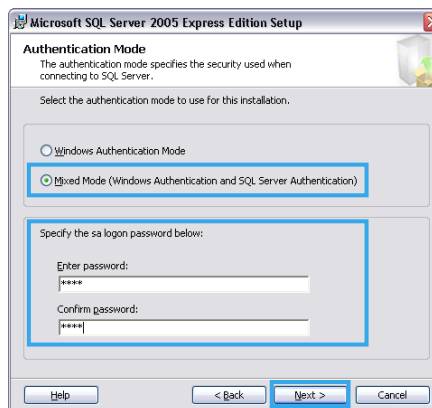 Microsoft SQL Server 2005 Express Edition Setup
Authentication Mode
The authentication mode specifies the security used when
connecting to SQL Server.
Select the authentication mode to use for this installation.
Windows Authentication Mode
Mixed Mode (Windows Authentication and SQL Server Authentication)
Specify the sa logon password below:
Enter password:
****
Confirm password:
****
Help
< Back
Next >
Cancel